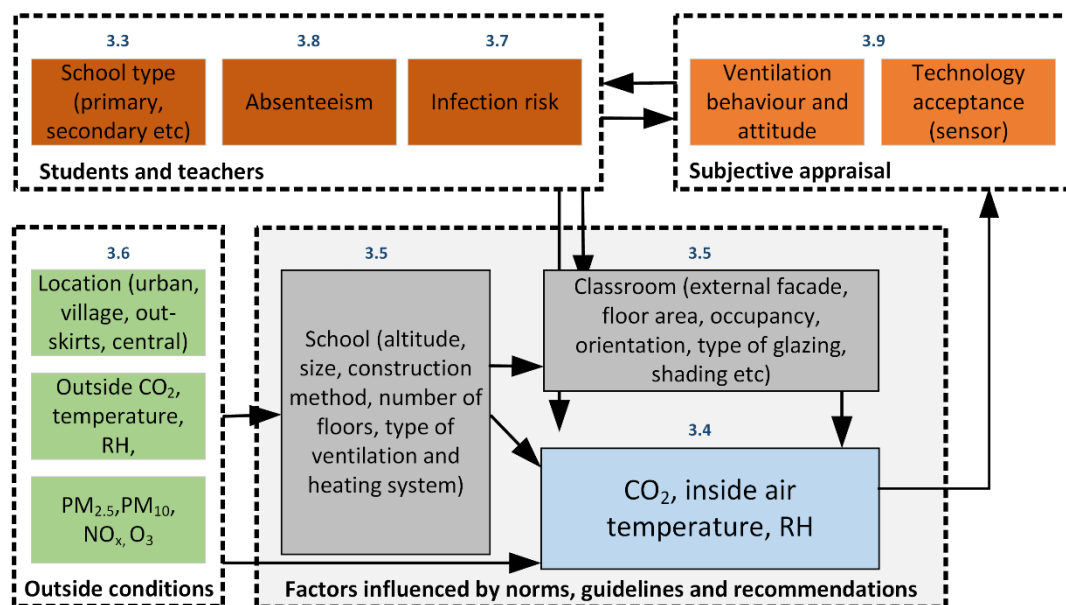 3.3
School type
(primary,
secondary etc)
3.8
Absenteeism
3.7
Infection risk
Students and teachers
3.9
Ventilation
behaviour and
attitude
Technology
acceptance
(sensor)
Subjective appraisal
3.6
Location (urban,
village, out-
skirts, central)
Outside CO₂,
temperature,
RH,
PM₂.₅,PM₁₀,
NOₓ, O₃
Outside conditions
3.5
School (altitude,
size, construction
method, number of
floors, type of
ventilation and
heating system)
3.5
Classroom (external facade,
floor area, occupancy,
orientation, type of glazing,
shading etc)
3.4
CO₂, inside air
temperature, RH
Factors influenced by norms, guidelines and recommendations